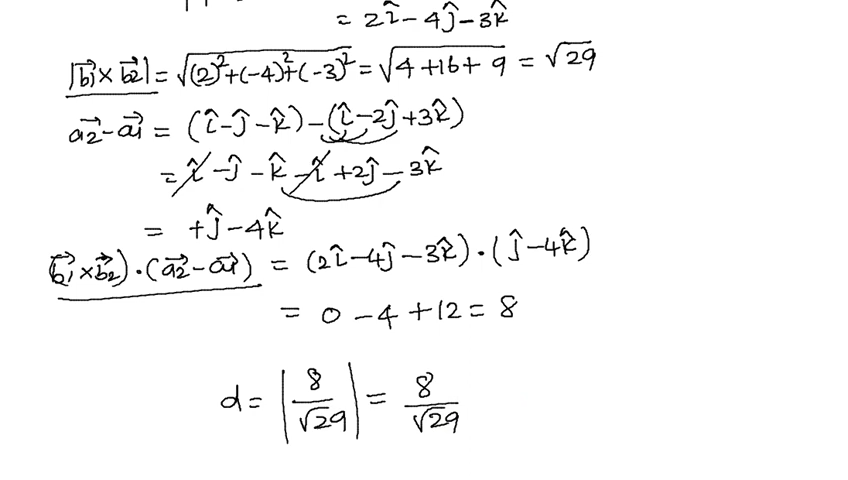 = 2î - 4ĵ - 3k̂
|b⃗1 × b⃗2| = √(2)²+(-4)²+(-3)² = √4+16+9 = √29
a⃗2 - a⃗1 = (î - ĵ - k̂) - (î - 2ĵ + 3k̂)
= î - ĵ - k̂ - î + 2ĵ - 3k̂
= +ĵ - 4k̂
b⃗1 × b⃗2) · (a⃗2 - a⃗1) = (2î - 4ĵ - 3k̂) · (ĵ - 4k̂)
= 0 - 4 + 12 = 8
d = |8/√29| = 8/√29